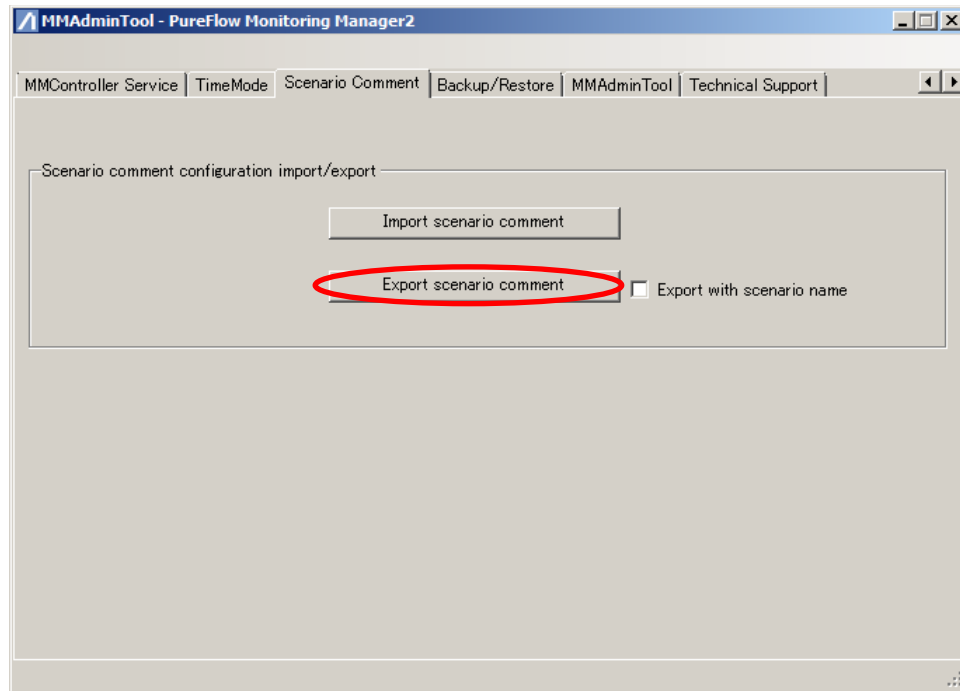 MMAdminTool - PureFlow Monitoring Manager2
MMController Service TimeMode Scenario Comment Backup/Restore MMAdminTool Technical Support
Scenario comment configuration import/export
Import scenario comment
Export scenario comment Export with scenario name